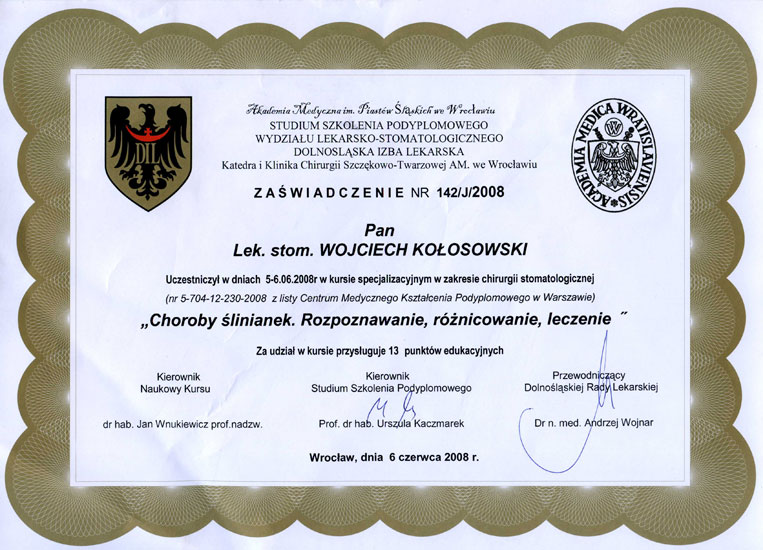 Akademia Medyczna im. Piastów Śląskich we Wrocławiu
STUDIUM SZKOLENIA PODYPLOMOWEGO
WYDZIAŁU LEKARSKO-STOMATOLOGICZNEGO
DOLNOŚLĄSKA IZBA LEKARSKA
Katedra i Klinika Chirurgii Szczękowo-Twarzowej AM. we Wrocławiu
DIL
ACADEMIA MEDICA WRATISLAVIENSIS
ZAŚWIADCZENIE NR 142/J/2008
Pan
Lek. stom. WOJCIECH KOŁOSOWSKI
Uczestniczył w dniach 5-6.06.2008r w kursie specjalizacyjnym w zakresie chirurgii stomatologicznej
(nr 5-704-12-230-2008 z listy Centrum Medycznego Kształcenia Podyplomowego w Warszawie)
„Choroby ślinianek. Rozpoznawanie, różnicowanie, leczenie ˝
Za udział w kursie przysługuje 13 punktów edukacyjnych
Kierownik
Naukowy Kursu
dr hab. Jan Wnukiewicz prof.nadzw.
Kierownik
Studium Szkolenia Podyplomowego
Prof. dr hab. Urszula Kaczmarek
Przewodniczący
Dolnośląskiej Rady Lekarskiej
Dr n. med. Andrzej Wojnar
Wrocław, dnia 6 czerwca 2008 r.